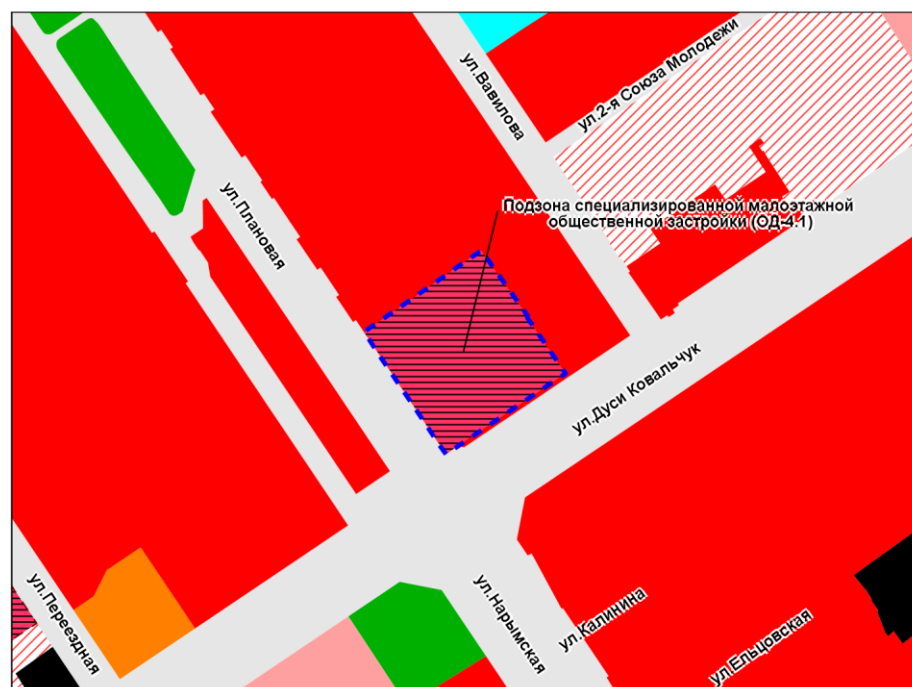 ул.Вавилова
ул.2-я Союза Молодежи
ул.Плановая
Подзона специализированной малоэтажной
общественной застройки (ОД-4.1)
ул.Дуси Ковальчук
ул.Переездная
ул.Нарымская
ул.Калинина
ул.Ельцовская